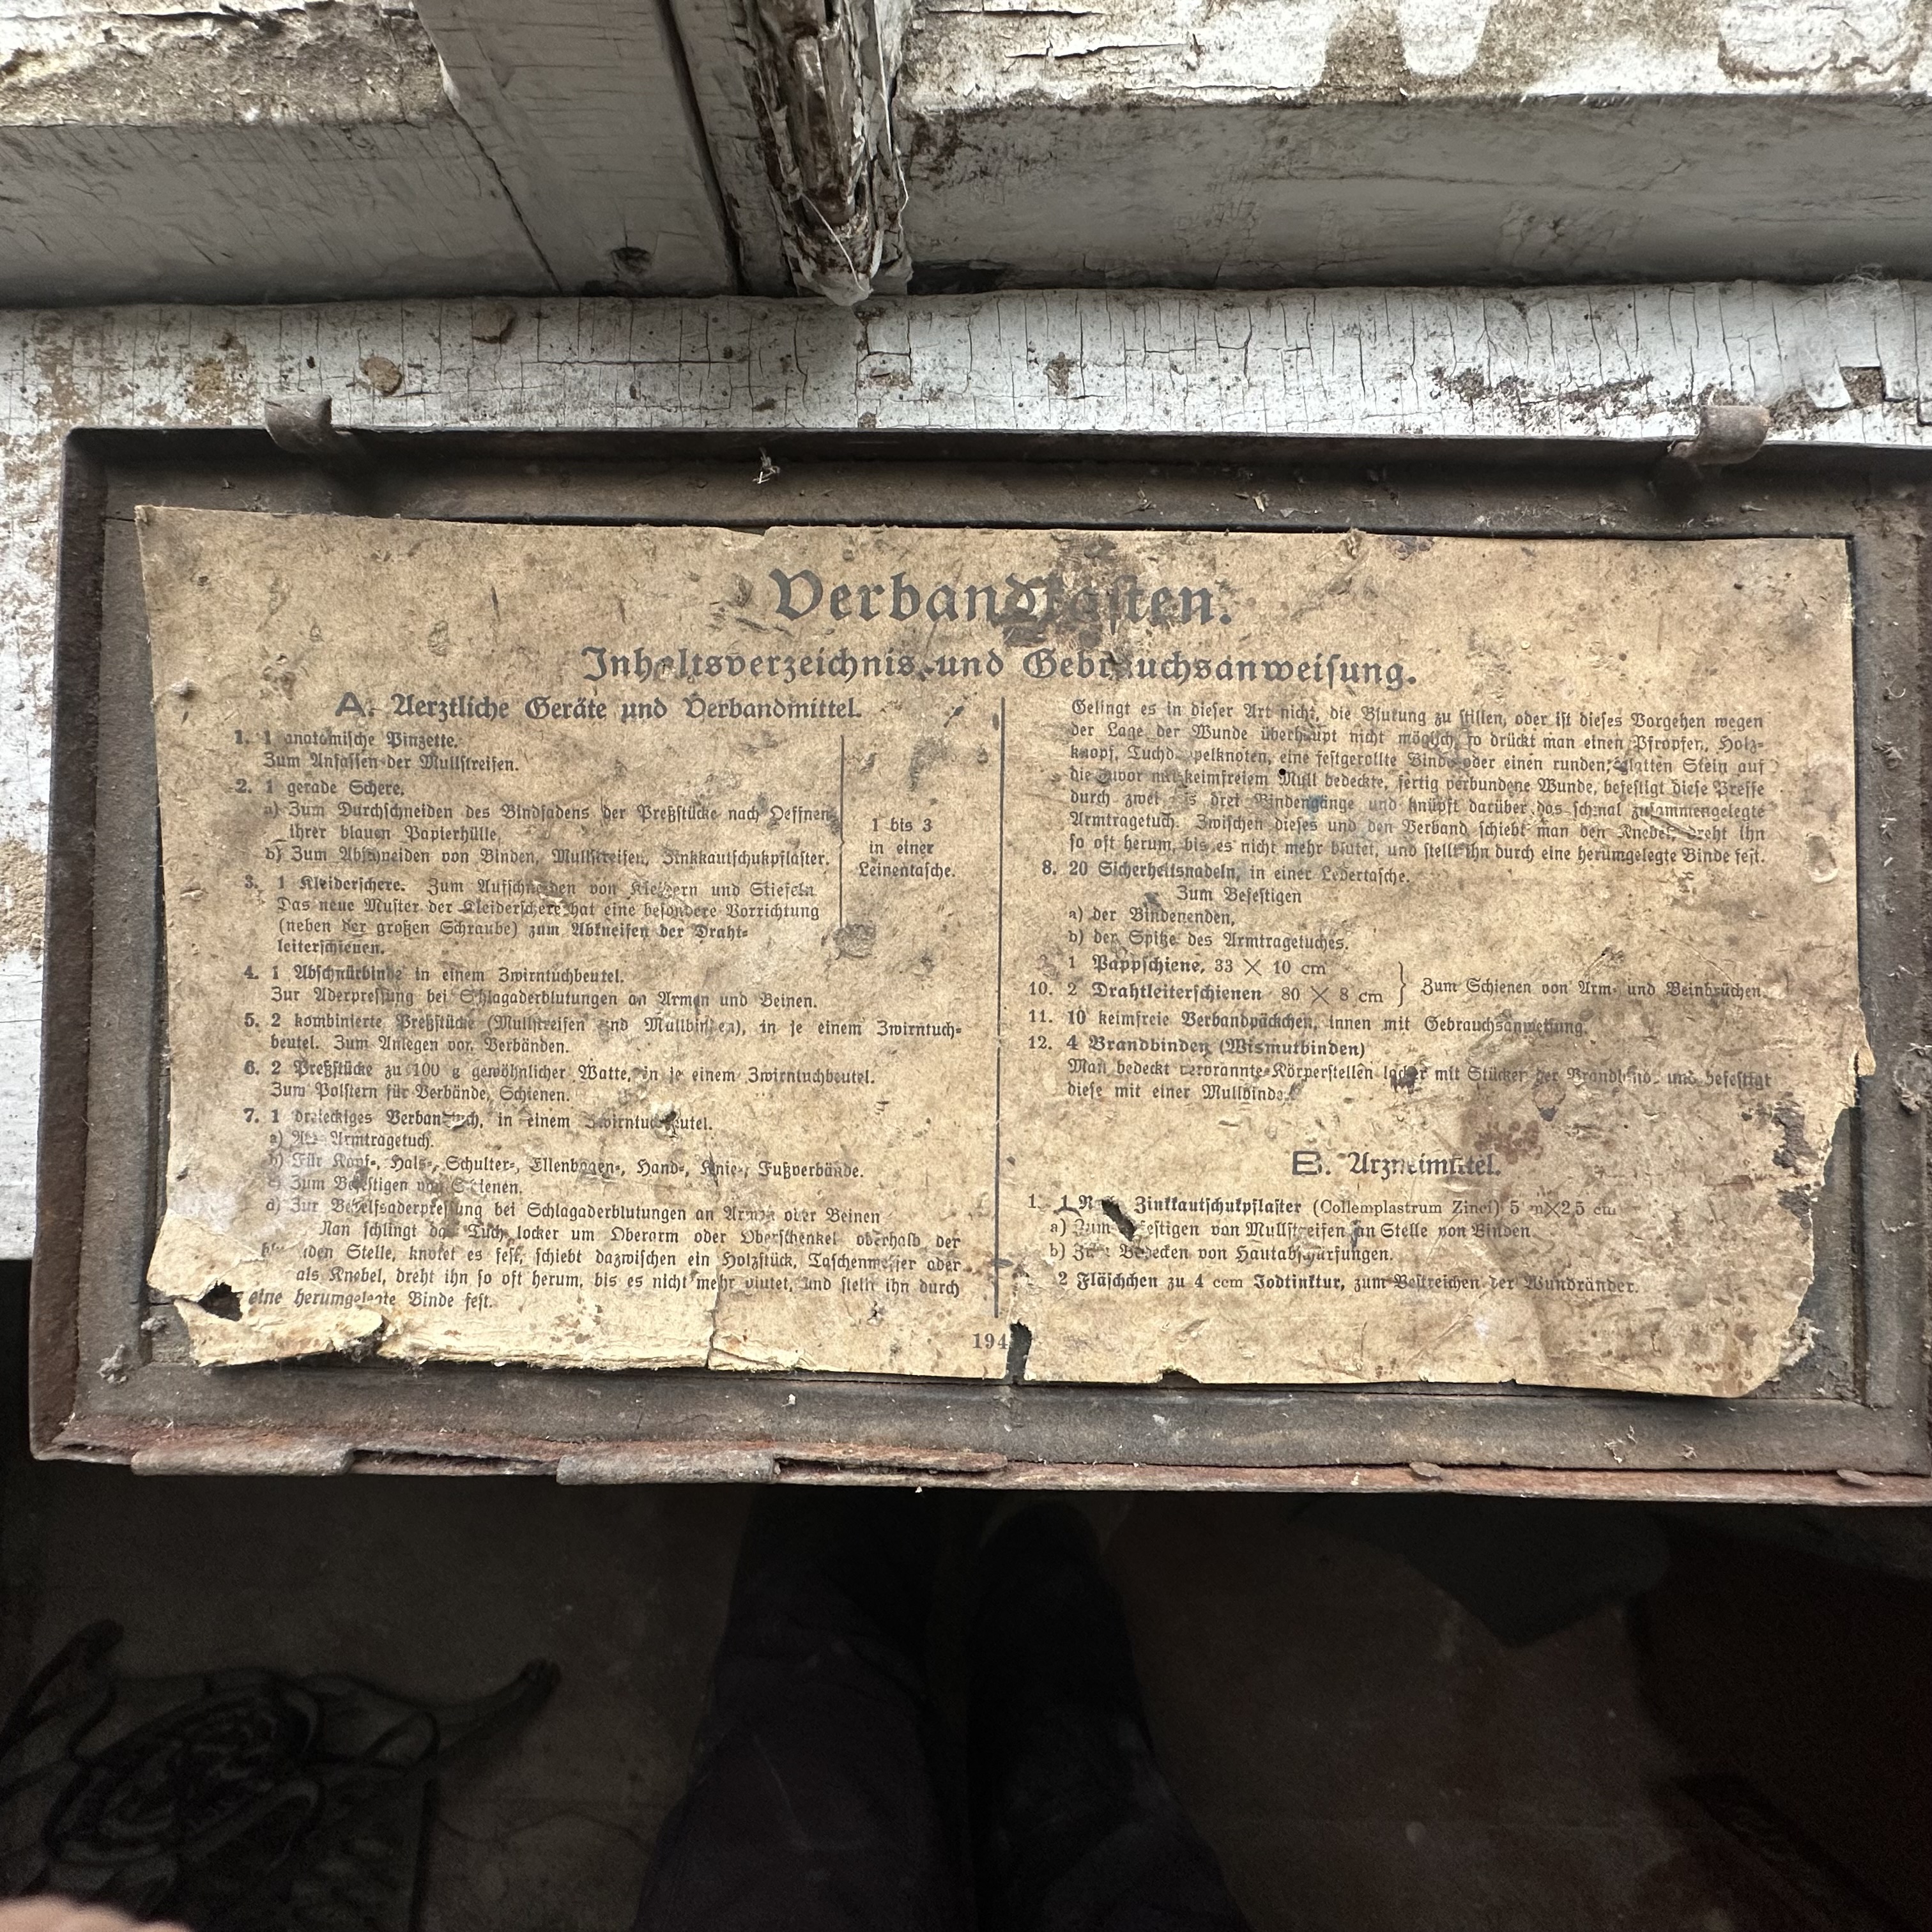 Verbandkasten.
Inhaltsverzeichnis und Gebrauchsanweisung.
A. Aerztliche Geräte und Verbandmittel.
1. 1 anatomische Pinzette.
Zum Anfassen der Mullstreifen.
2. 1 gerade Schere.
a) Zum Durchschneiden des Bindfadens der Preßstücke nach Oeffnen
ihrer blauen Papierhülle,
b) Zum Abschneiden von Binden, Mullstreifen, Zinkkautschukpflaster.
3. 1 Kleiderschere. Zum Aufschneiden von Kleidern und Stiefeln
Das neue Muster der Kleiderschere hat eine besondere Vorrichtung
(neben der großen Schraube) zum Abkneifen der Draht-
leiterschienen.
1 bis 3
in einer
Leinentasche.
4. 1 Abschnürbinde in einem Zwirntuchbeutel.
Zur Aderpressung bei Schlagaderblutungen an Armen und Beinen.
5. 2 kombinierte Preßstücke (Mullstreifen und Mullbinden), in je einem Zwirntuch-
beutel. Zum Anlegen von Verbänden.
6. 2 Preßstücke zu 100 g gewöhnlicher Watte, in je einem Zwirntuchbeutel.
Zum Polstern für Verbände, Schienen.
7. 1 dreieckiges Verbandtuch, in einem Zwirntuchbeutel.
a) Als Armtragetuch.
b) Für Kopf-, Hals-, Schulter-, Ellenbogen-, Hand-, Knie-, Fußverbände.
c) Zum Befestigen von Schienen.
d) Zur Behelfsaderpressung bei Schlagaderblutungen an Armen oder Beinen
Man schlingt das Tuch locker um Oberarm oder Oberschenkel oberhalb der
Stelle, knotet es fest, schiebt dazwischen ein Holzstück, Taschenmesser oder
als Knebel, dreht ihn so oft herum, bis es nicht mehr blutet, und stellt ihn durch
eine herumgelegte Binde fest.
Gelingt es in dieser Art nicht, die Blutung zu stillen, oder ist dieses Vorgehen wegen
der Lage der Wunde überhaupt nicht möglich, so drückt man einen Pfropfen, Holz-
knopf, Tuchdoppelknoten, eine festgerollte Binde oder einen runden, glatten Stein auf
die zuvor mit keimfreiem Mull bedeckte, fertig verbundene Wunde, befestigt diese Presse
durch zwei bis drei Bindengänge und knüpft darüber das schmal zusammengelegte
Armtragetuch. Zwischen dieses und den Verband schiebt man den Knebel, dreht ihn
so oft herum, bis es nicht mehr blutet, und stellt ihn durch eine herumgelegte Binde fest.
8. 20 Sicherheitsnadeln, in einer Ledertasche.
Zum Befestigen
a) der Bindenenden,
b) der Spitze des Armtragetuches.
1 Pappschiene, 33 × 10 cm
10. 2 Drahtleiterschienen 80 × 8 cm
Zum Schienen von Arm- und Beinbrüchen
11. 10 keimfreie Verbandpäckchen, innen mit Gebrauchsanweisung.
12. 4 Brandbinden (Wismutbinden)
Man bedeckt verbrannte Körperstellen locker mit Stücken der Brandbinde und befestigt
diese mit einer Mullbinde.
B. Arzneimittel.
1. 1 Zinkkautschukpflaster (Collemplastrum Zinci) 5 m×2,5 cm
a) Zum Befestigen von Mullstreifen an Stelle von Binden
b) Zum Bedecken von Hautabschürfungen.
2 Fläschchen zu 4 ccm Jodtinktur, zum Bestreichen der Wundränder.
194